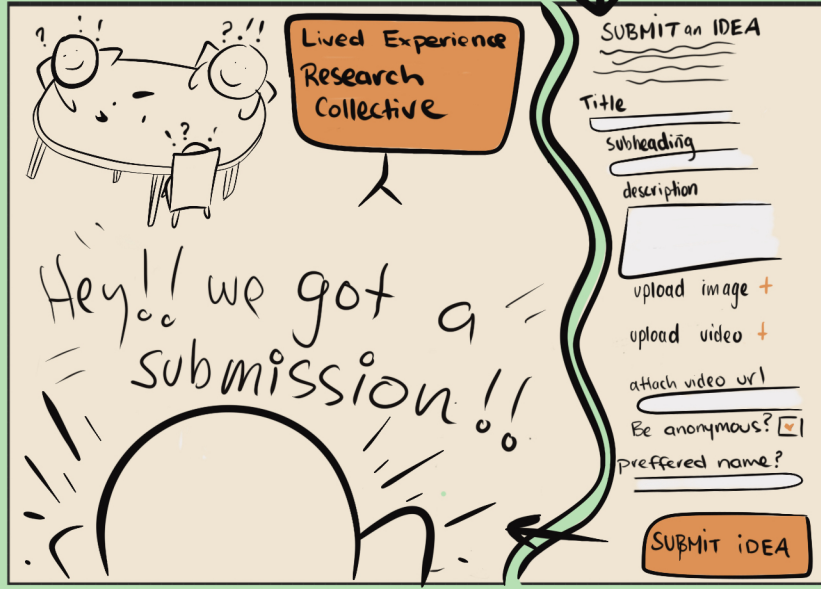 ? ! !
? ! !
! ? !
Lived Experience
Research
Collective
Hey!! we got a
submission!!
SUBMIT an IDEA
Title
subheading
description
upload image +
upload video +
attach video url
Be anonymous?
preffered name?
SUBMIT iDEA